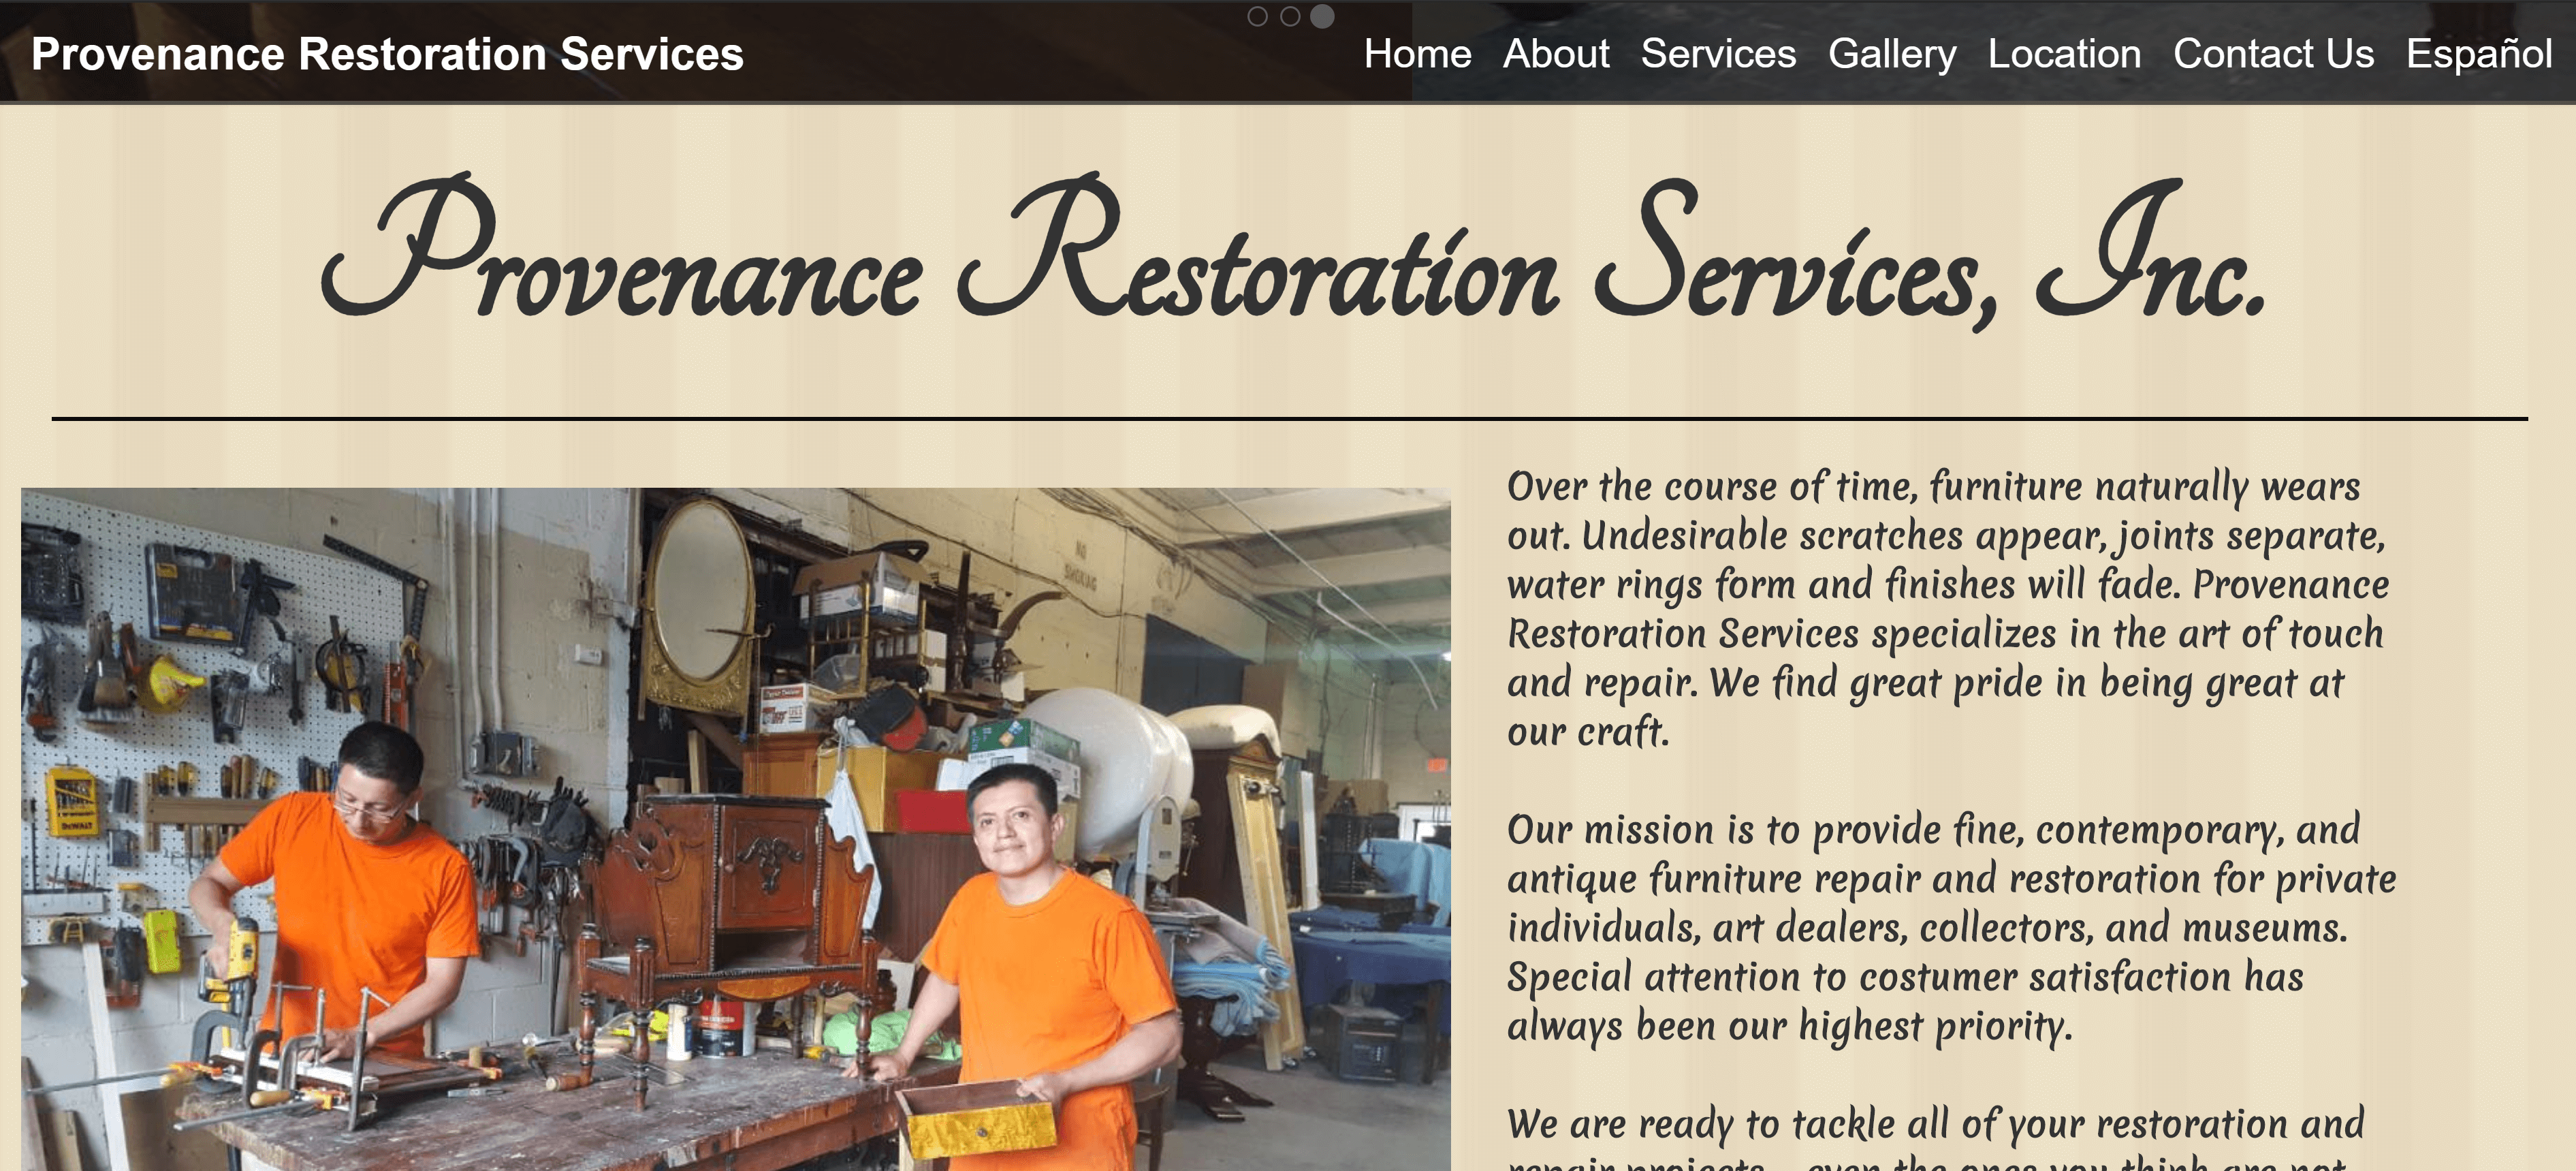 Provenance Restoration Services
Home About Services Gallery Location Contact Us Español
Provenance Restoration Services, Inc.
Over the course of time, furniture naturally wears
out. Undesirable scratches appear, joints separate,
water rings form and finishes will fade. Provenance
Restoration Services specializes in the art of touch
and repair. We find great pride in being great at
our craft.
Our mission is to provide fine, contemporary, and
antique furniture repair and restoration for private
individuals, art dealers, collectors, and museums.
Special attention to costumer satisfaction has
always been our highest priority.
We are ready to tackle all of your restoration and
NO
SMOKING
DEWALT